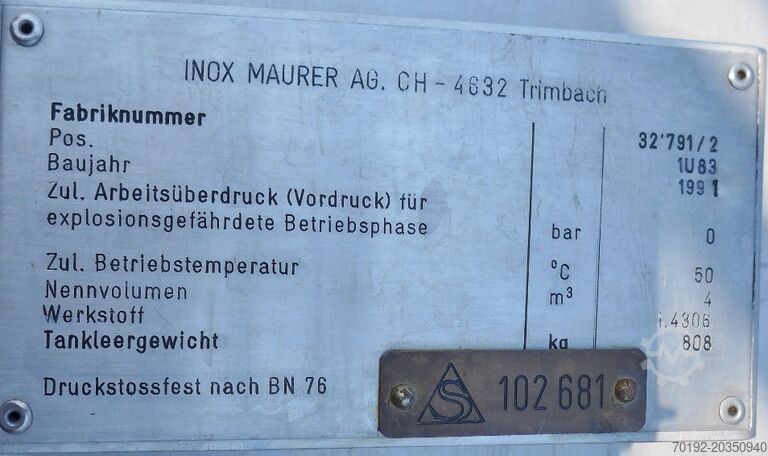 INOX MAURER AG. CH - 4632 Trimbach
Fabriknummer 32'791/2
Pos. 1U83
Baujahr 1991
Zul. Arbeitsüberdruck (Vordruck) für
explosionsgefährdete Betriebsphase bar 0
Zul. Betriebstemperatur °C 50
Nennvolumen m³ 4
Werkstoff 1.4306
Tankleergewicht kg 808
Druckstossfest nach BN 76
S 102 681
70192-20350940